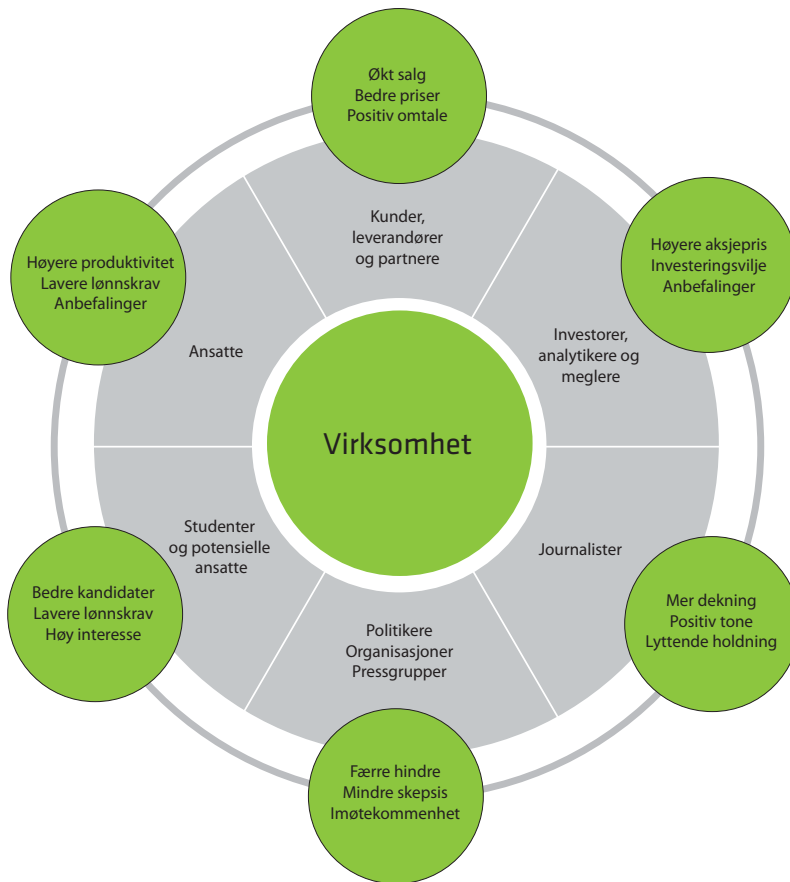 Økt salg
Bedre priser
Positiv omtale
Kunder,
leverandører
og partnere
Høyere aksjepris
Investeringsvilje
Anbefalinger
Investorer,
analytikere og
meglere
Mer dekning
Positiv tone
Lyttende holdning
Journalister
Færre hindre
Mindre skepsis
Imøtekommenhet
Politikere
Organisasjoner
Pressgrupper
Bedre kandidater
Lavere lønnskrav
Høy interesse
Studenter
og potensielle
ansatte
Høyere produktivitet
Lavere lønnskrav
Anbefalinger
Ansatte
Virksomhet